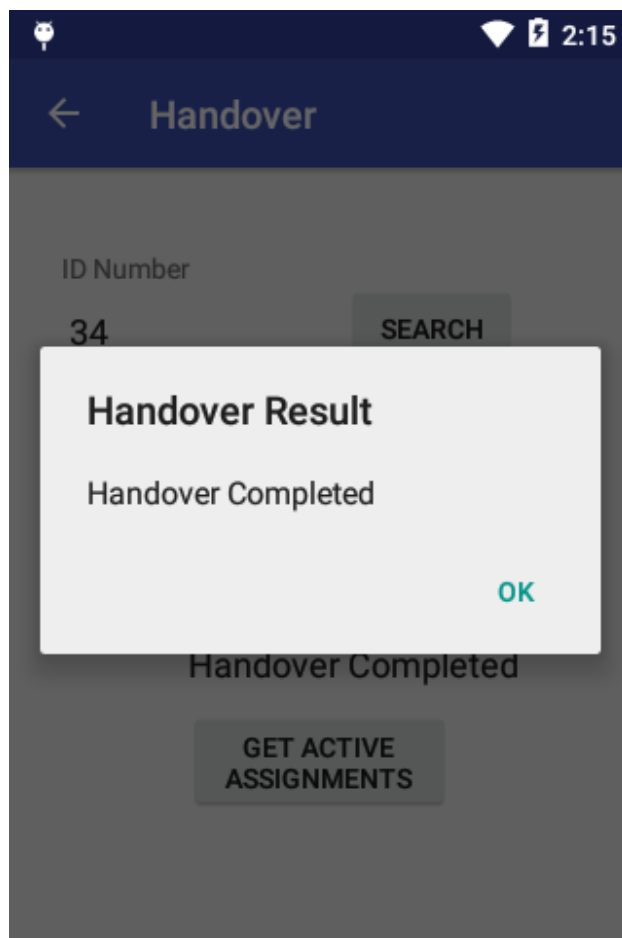 2:15
Handover
ID Number
34
SEARCH
Handover Result
Handover Completed
OK
Handover Completed
GET ACTIVE
ASSIGNMENTS